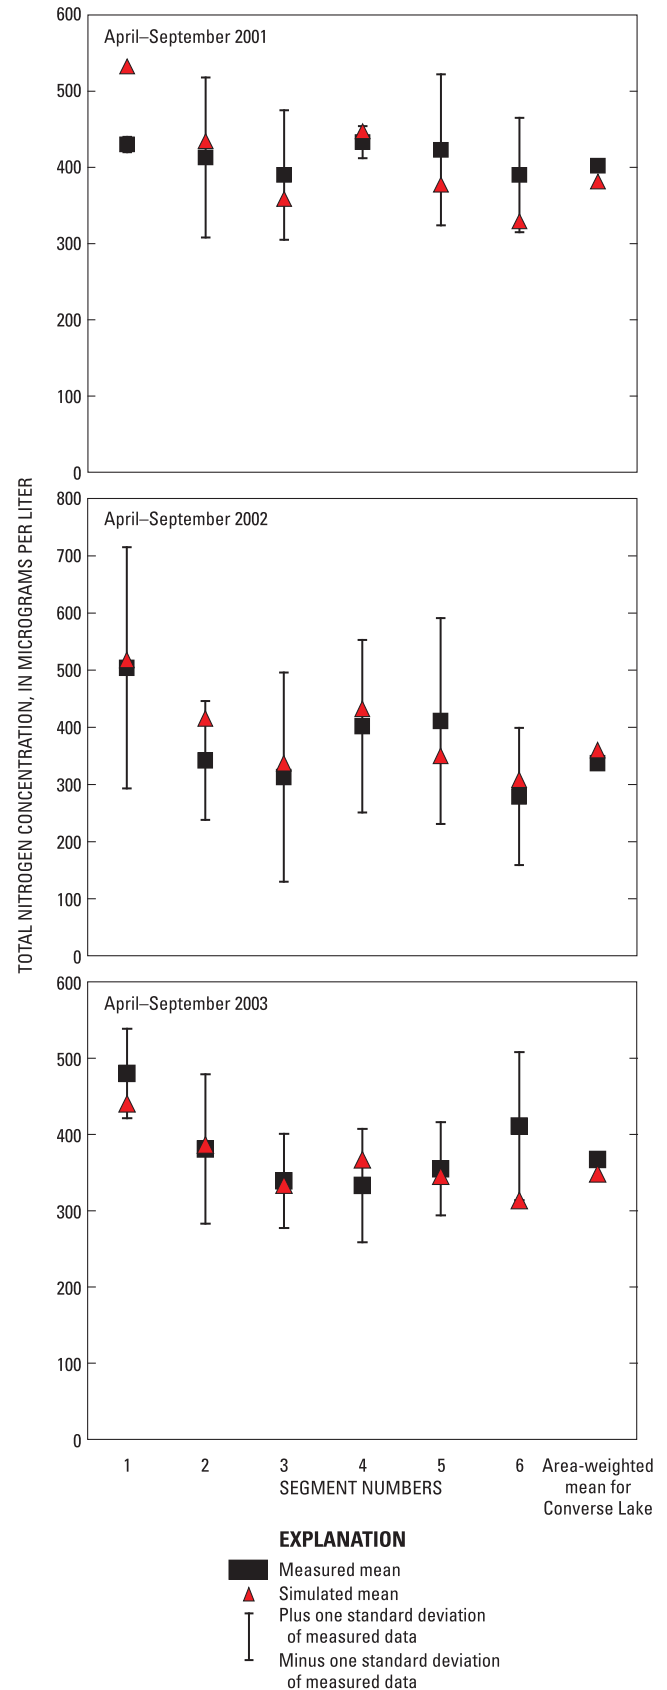 TOTAL NITROGEN CONCENTRATION, IN MICROGRAMS PER LITER
April–September 2001
600
500
400
300
200
100
0
April–September 2002
800
700
600
500
400
300
200
100
0
April–September 2003
600
500
400
300
200
100
0
1 2 3 4 5 6 Area-weighted
mean for
Converse Lake
SEGMENT NUMBERS
EXPLANATION
Measured mean
Simulated mean
Plus one standard deviation
of measured data
Minus one standard deviation
of measured data